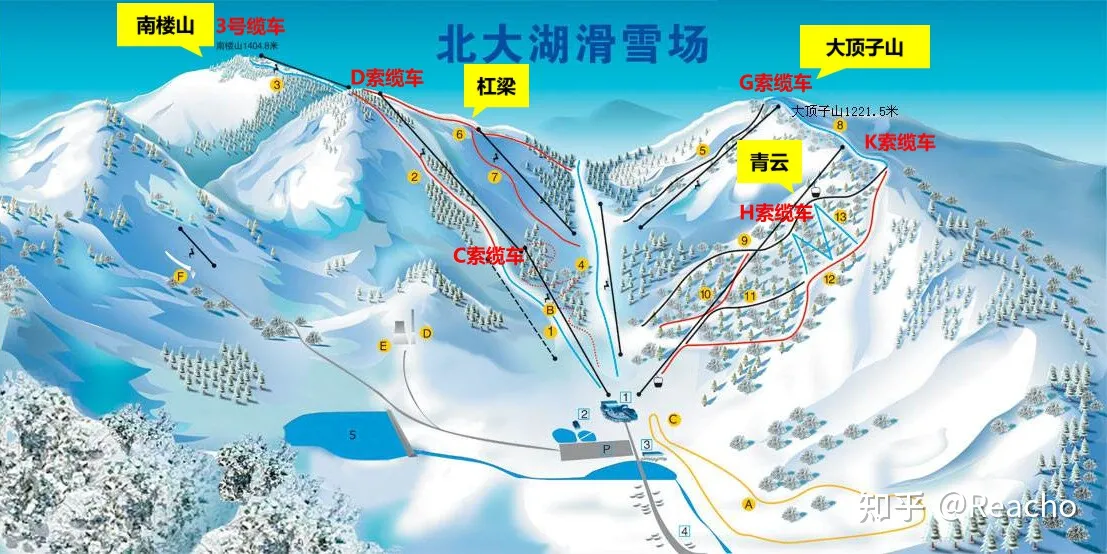 北大湖滑雪场
南楼山
3号缆车
南楼山1404.8米
3
D索缆车
杠梁
6
7
2
C索缆车
4
B
1
F
D
E
大顶子山
G索缆车
大顶子山1221.5米
8
K索缆车
5
青云
H索缆车
13
9
10
11
12
1
2
3
C
P
S
A
4
知乎 @Reacho